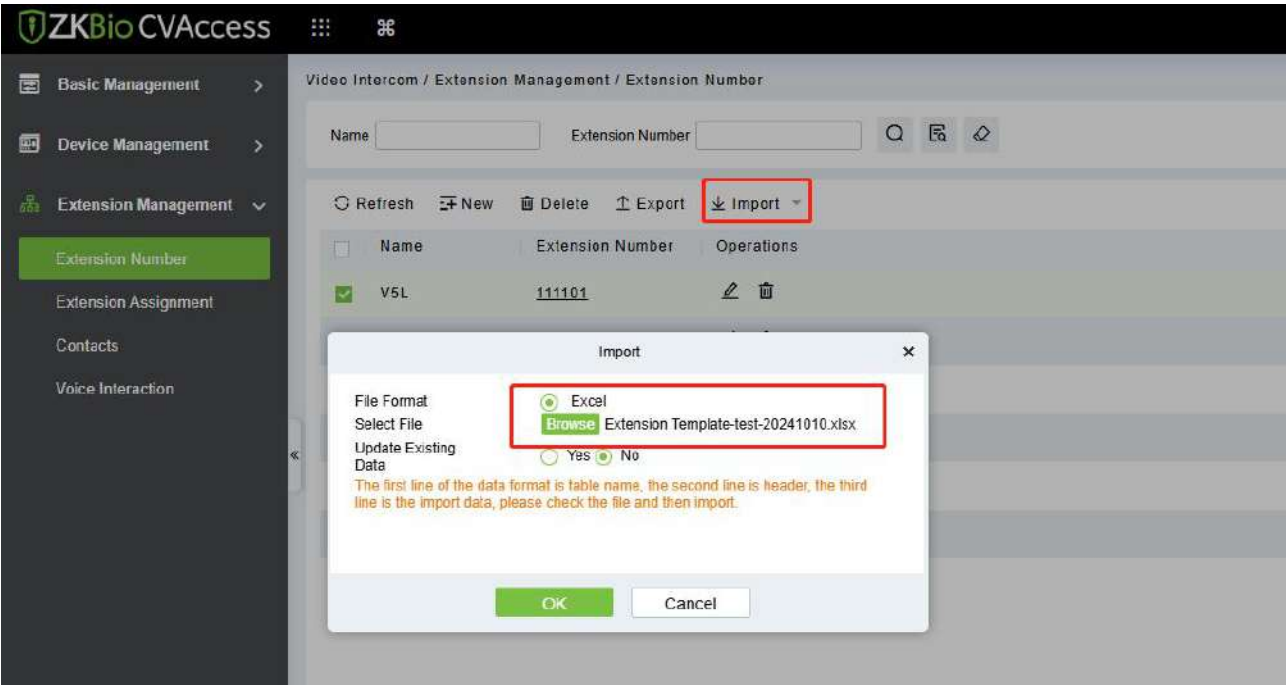 ZKBio CVAccess
Basic Management
Device Management
Extension Management
Extension Number
Extension Assignment
Contacts
Voice Interaction
Video Intercom / Extension Management / Extension Number
Name Extension Number
Refresh New Delete Export Import
Name Extension Number Operations
V5L 111101
Import
File Format Excel
Select File Browse Extension Template-test-20241010.xlsx
Update Existing
Data
Yes No
The first line of the data format is table name, the second line is header, the third
line is the import data, please check the file and then import.
OK Cancel